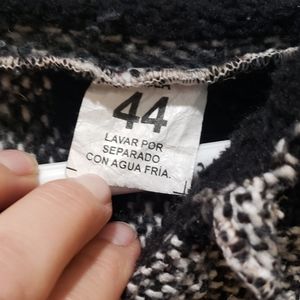 44
LAVAR POR
SEPARADO
CON AGUA FRÍA.